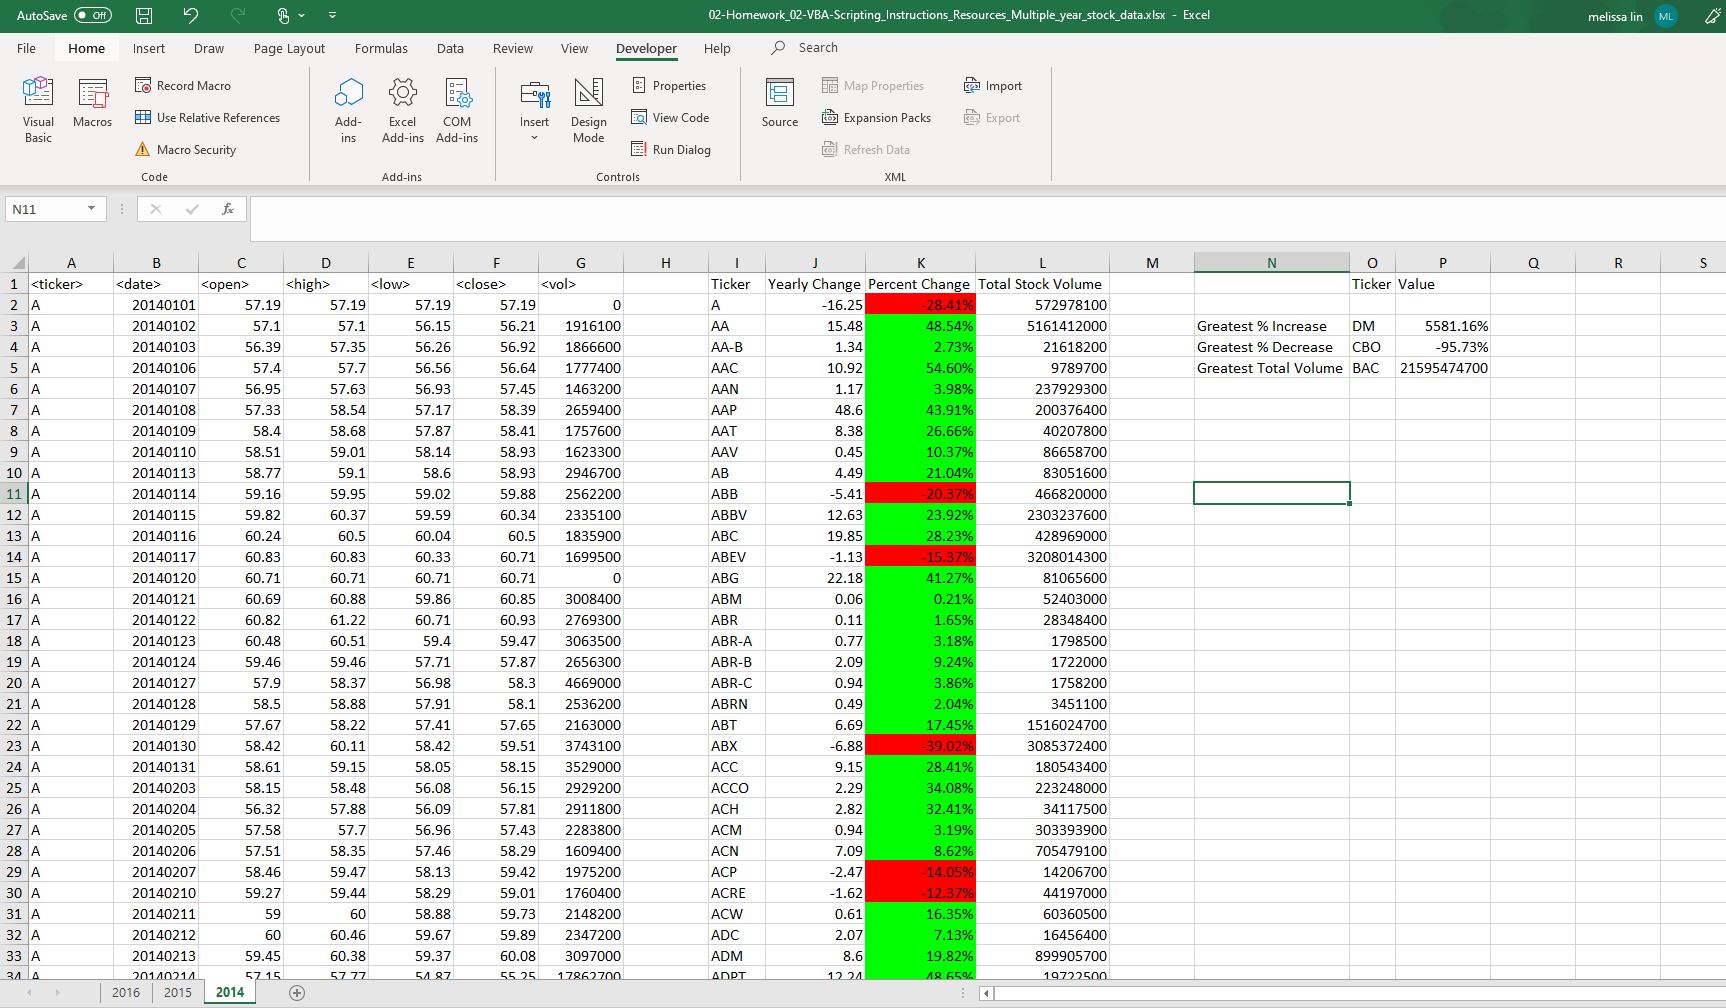 AutoSave Off 02-Homework_02-VBA-Scripting_Instructions_Resources_Multiple_year_stock_data.xlsx - Excel melissa lin ML
File Home Insert Draw Page Layout Formulas Data Review View Developer Help Search
Visual Basic
Macros
Record Macro
Use Relative References
Macro Security
Code
Add-ins
Excel Add-ins
COM Add-ins
Add-ins
Insert
Design Mode
Properties
View Code
Run Dialog
Controls
Source
Map Properties
Expansion Packs
Refresh Data
Import
Export
XML
N11 fx
A B C D E F G H I J K L M N O P Q R S
1 <ticker> <date> <open> <high> <low> <close> <vol> Ticker Yearly Change Percent Change Total Stock Volume Ticker Value
2 A 20140101 57.19 57.19 57.19 57.19 0 A -16.25 -28.41% 572978100
3 A 20140102 57.1 57.1 56.15 56.21 1916100 AA 15.48 48.54% 5161412000 Greatest % Increase DM 5581.16%
4 A 20140103 56.39 57.35 56.26 56.92 1866600 AA-B 1.34 2.73% 21618200 Greatest % Decrease CBO -95.73%
5 A 20140106 57.4 57.7 56.56 56.64 1777400 AAC 10.92 54.60% 9789700 Greatest Total Volume BAC 21595474700
6 A 20140107 56.95 57.63 56.93 57.45 1463200 AAN 1.17 3.98% 237929300
7 A 20140108 57.33 58.54 57.17 58.39 2659400 AAP 48.6 43.91% 200376400
8 A 20140109 58.4 58.68 57.87 58.41 1757600 AAT 8.38 26.66% 40207800
9 A 20140110 58.51 59.01 58.14 58.93 1623300 AAV 0.45 10.37% 86658700
10 A 20140113 58.77 59.1 58.6 58.93 2946700 AB 4.49 21.04% 83051600
11 A 20140114 59.16 59.95 59.02 59.88 2562200 ABB -5.41 -20.37% 466820000
12 A 20140115 59.82 60.37 59.59 60.34 2335100 ABBV 12.63 23.92% 2303237600
13 A 20140116 60.24 60.5 60.04 60.5 1835900 ABC 19.85 28.23% 428969000
14 A 20140117 60.83 60.83 60.33 60.71 1699500 ABEV -1.13 -15.37% 3208014300
15 A 20140120 60.71 60.71 60.71 60.71 0 ABG 22.18 41.27% 81065600
16 A 20140121 60.69 60.88 59.86 60.85 3008400 ABM 0.06 0.21% 52403000
17 A 20140122 60.82 61.22 60.71 60.93 2769300 ABR 0.11 1.65% 28348400
18 A 20140123 60.48 60.51 59.4 59.47 3063500 ABR-A 0.77 3.18% 1798500
19 A 20140124 59.46 59.46 57.71 57.87 2656300 ABR-B 2.09 9.24% 1722000
20 A 20140127 57.9 58.37 56.98 58.3 4669000 ABR-C 0.94 3.86% 1758200
21 A 20140128 58.5 58.88 57.91 58.1 2536200 ABRN 0.49 2.04% 3451100
22 A 20140129 57.67 58.22 57.41 57.65 2163000 ABT 6.69 17.45% 1516024700
23 A 20140130 58.42 60.11 58.42 59.51 3743100 ABX -6.88 -39.02% 3085372400
24 A 20140131 58.61 59.15 58.05 58.15 3529000 ACC 9.15 28.41% 180543400
25 A 20140203 58.15 58.48 56.08 56.15 2929200 ACCO 2.29 34.08% 223248000
26 A 20140204 56.32 57.88 56.09 57.81 2911800 ACH 2.82 32.41% 34117500
27 A 20140205 57.58 57.7 56.96 57.43 2283800 ACM 0.94 3.19% 303393900
28 A 20140206 57.51 58.35 57.46 58.29 1609400 ACN 7.09 8.62% 705479100
29 A 20140207 58.46 59.47 58.13 59.42 1975200 ACP -2.47 -14.05% 14206700
30 A 20140210 59.27 59.44 58.29 59.01 1760400 ACRE -1.62 -12.37% 44197000
31 A 20140211 59 60 58.88 59.73 2148200 ACW 0.61 16.35% 60360500
32 A 20140212 60 60.46 59.67 59.89 2347200 ADC 2.07 7.13% 16456400
33 A 20140213 59.45 60.38 59.37 60.08 3097000 ADM 8.6 19.82% 899905700
34 A 20140214 57.15 57.77 54.87 55.25 17862700 ADPT 12.24 48.65% 19722500
2016 2015 2014